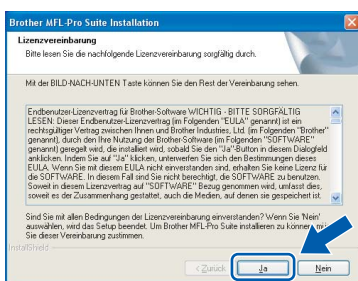 Brother MFL-Pro Suite Installation
Lizenzvereinbarung
Bitte lesen Sie die nachfolgende Lizenzvereinbarung sorgfältig durch.
Mit der BILD-NACH-UNTEN Taste können Sie den Rest der Vereinbarung sehen.
Endbenutzer-Lizenzvertrag für Brother-Software WICHTIG - BITTE SORGFÄLTIG
LESEN: Dieser Endbenutzer-Lizenzvertrag (im Folgenden "EULA" genannt) ist ein
rechtsgültiger Vertrag zwischen Ihnen und Brother Industries, Ltd. (im Folgenden "Brother"
genannt), durch den Ihre Nutzung der Brother-Software (im Folgenden "SOFTWARE"
genannt) geregelt wird, die installiert wird, sobald Sie den "Ja"-Button in diesem Dialogfeld
anklicken. Indem Sie auf "Ja" klicken, unterwerfen Sie sich den Bestimmungen dieses
EULA. Wenn Sie mit diesem EULA nicht einverstanden sind, erhalten Sie keine Lizenz für
die SOFTWARE. In diesem Fall sind Sie nicht berechtigt, die SOFTWARE zu benutzen.
Soweit in diesem Lizenzvertrag auf "SOFTWARE" Bezug genommen wird, umfasst dies,
soweit es der Zusammenhang gestattet, auch die Medien, auf denen sie gespeichert ist.
Sind Sie mit allen Bedingungen der Lizenzvereinbarung einverstanden? Wenn Sie 'Nein'
auswählen, wird das Setup beendet. Um Brother MFL-Pro Suite installieren zu können,
Sie dieser Vereinbarung zustimmen.
InstallShield
< Zurück Ja Nein